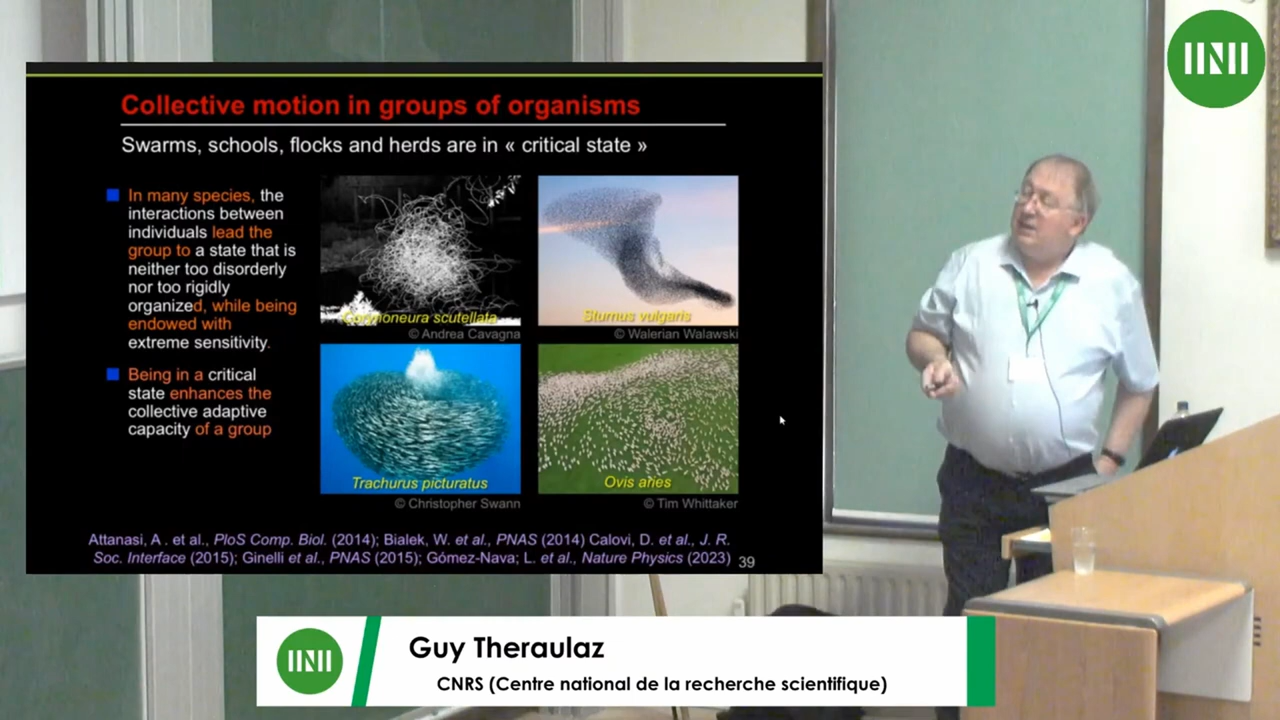 Collective motion in groups of organisms
Swarms, schools, flocks and herds are in « critical state »
In many species, the
interactions between
individuals lead the
group to a state that is
neither too disorderly
nor too rigidly
organized, while being
endowed with
extreme sensitivity.
Being in a critical
state enhances the
collective adaptive
capacity of a group
Corynoneura scutellata
© Andrea Cavagna
Sturnus vulgaris
© Walerian Walawski
Trachurus picturatus
© Christopher Swann
Ovis aries
© Tim Whittaker
Attanasi, A . et al., PloS Comp. Biol. (2014); Bialek, W. et al., PNAS (2014) Calovi, D. et al., J. R.
Soc. Interface (2015); Ginelli et al., PNAS (2015); Gómez-Nava; L. et al., Nature Physics (2023)
39
Guy Theraulaz
CNRS (Centre national de la recherche scientifique)